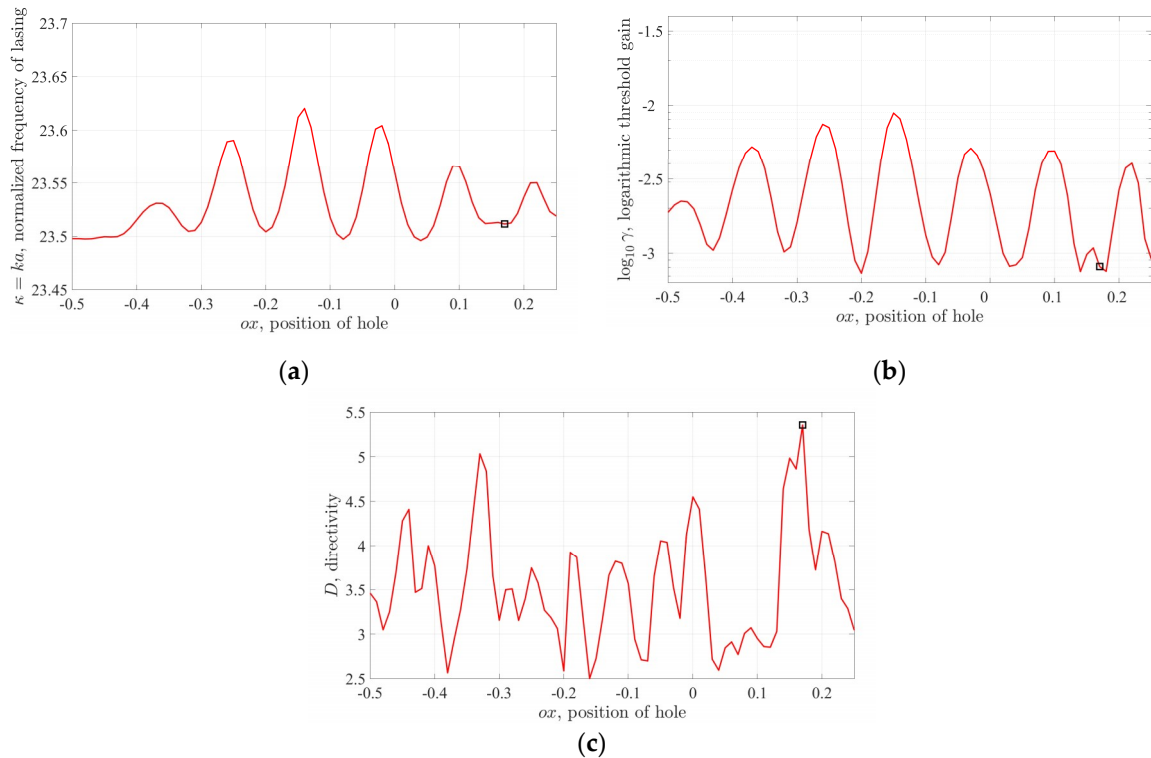 κ = ka, normalized frequency of lasing
23.7
23.65
23.6
23.55
23.5
23.45
-0.5 -0.4 -0.3 -0.2 -0.1 0 0.1 0.2
ox, position of hole
(a)
log₁₀ γ, logarithmic threshold gain
-1.5
-2
-2.5
-3
-0.5 -0.4 -0.3 -0.2 -0.1 0 0.1 0.2
ox, position of hole
(b)
D, directivity
5.5
5
4.5
4
3.5
3
2.5
-0.5 -0.4 -0.3 -0.2 -0.1 0 0.1 0.2
ox, position of hole
(c)